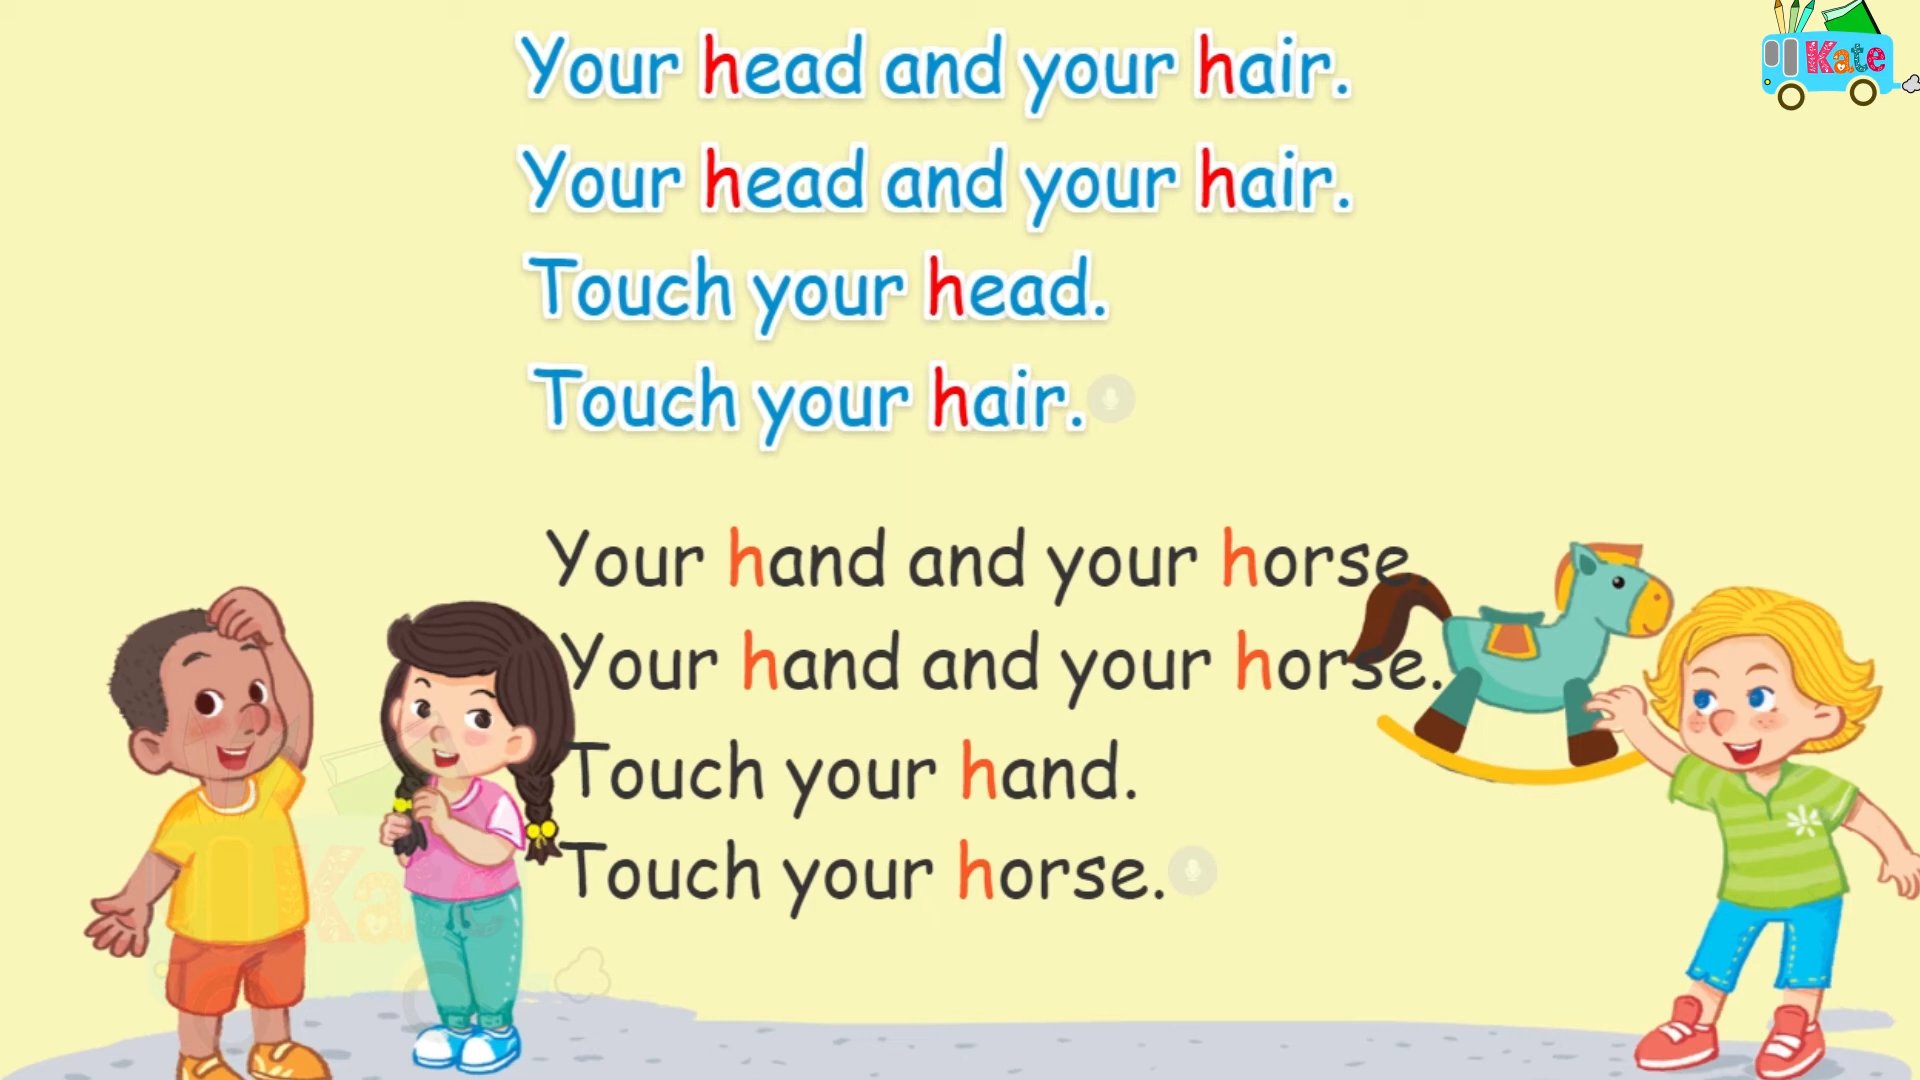 Kate
Your head and your hair.
Your head and your hair.
Touch your head.
Touch your hair.
Your hand and your horse.
Your hand and your horse.
Touch your hand.
Touch your horse.
Kate